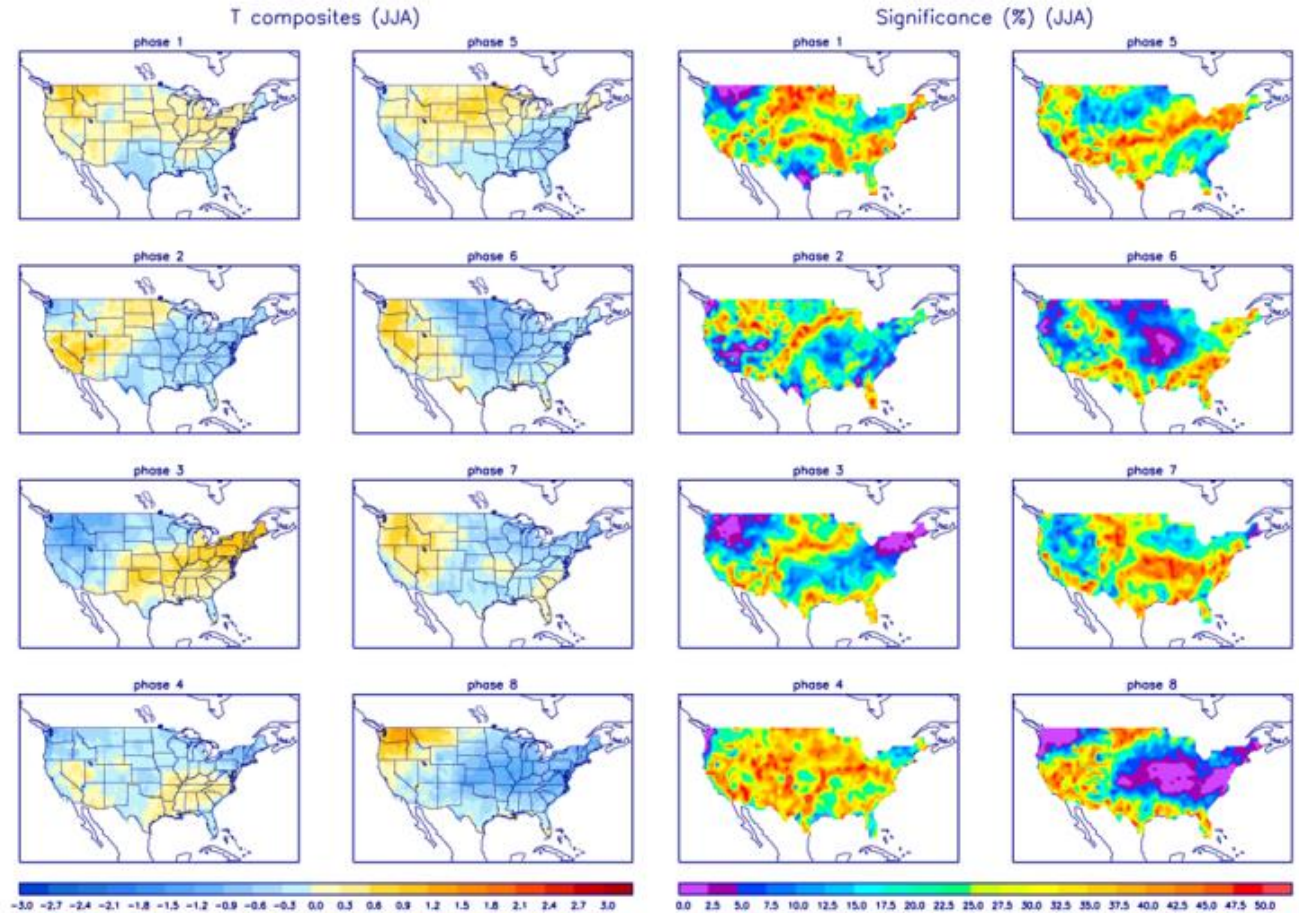 T composites (JJA)
Significance (%) (JJA)
phase 1
phase 5
phase 1
phase 5
phase 2
phase 6
phase 2
phase 6
phase 3
phase 7
phase 3
phase 7
phase 4
phase 8
phase 4
phase 8
-3.0 -2.7 -2.4 -2.1 -1.8 -1.5 -1.2 -0.9 -0.6 -0.3 0.0 0.3 0.6 0.9 1.2 1.5 1.8 2.1 2.4 2.7 3.0
0.0 2.5 5.0 7.5 10.0 12.5 15.0 17.5 20.0 22.5 25.0 27.5 30.0 32.5 35.0 37.5 40.0 42.5 45.0 47.5 50.0